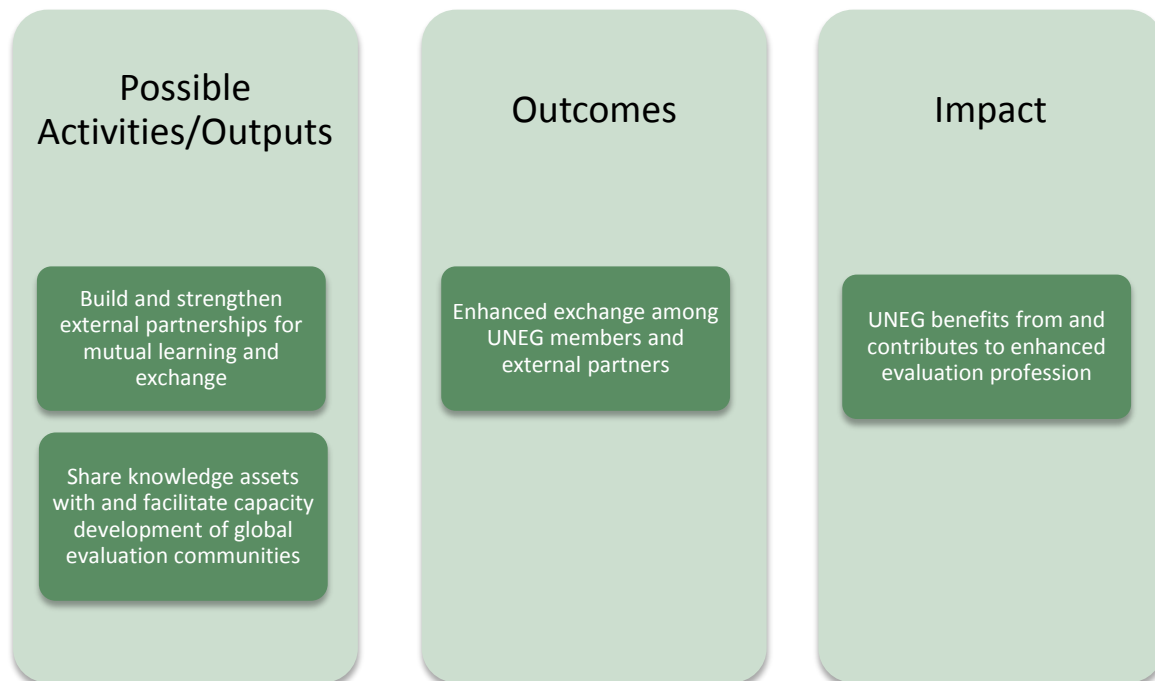 Possible
Activities/Outputs
Build and strengthen
external partnerships for
mutual learning and
exchange
Share knowledge assets
with and facilitate capacity
development of global
evaluation communities
Outcomes
Enhanced exchange among
UNEG members and
external partners
Impact
UNEG benefits from and
contributes to enhanced
evaluation profession